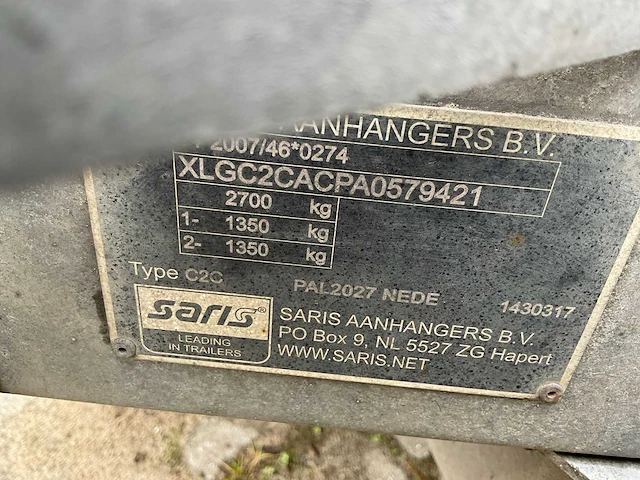 AANHANGERS B.V.
2007/46*0274
XLGC2CACPA0579421
2700 kg
1- 1350 kg
2- 1350 kg
Type C2C
PAL2027 NEDE
1430317
saris®
LEADING
IN TRAILERS
SARIS AANHANGERS B.V.
PO Box 9, NL 5527 ZG Hapert
WWW.SARIS.NET